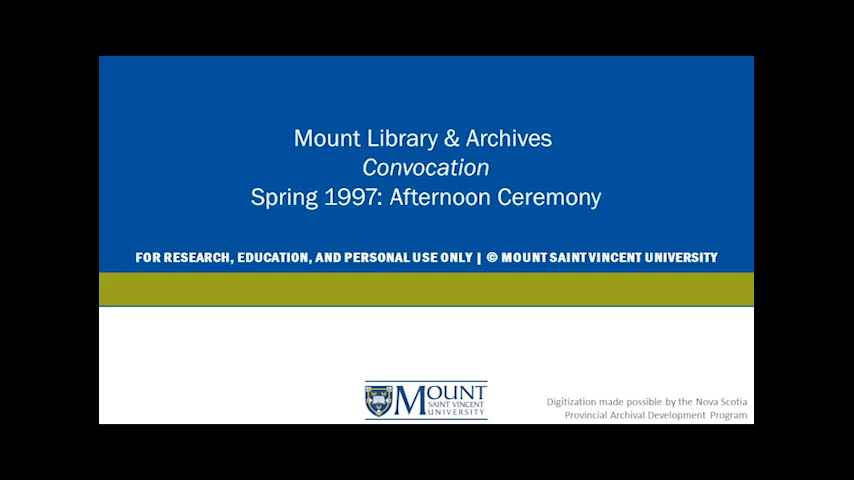 Mount Library & Archives
Convocation
Spring 1997: Afternoon Ceremony
FOR RESEARCH, EDUCATION, AND PERSONAL USE ONLY | © MOUNT SAINT VINCENT UNIVERSITY
MOUNT
SAINT VINCENT
UNIVERSITY
Digitization made possible by the Nova Scotia
Provincial Archival Development Program